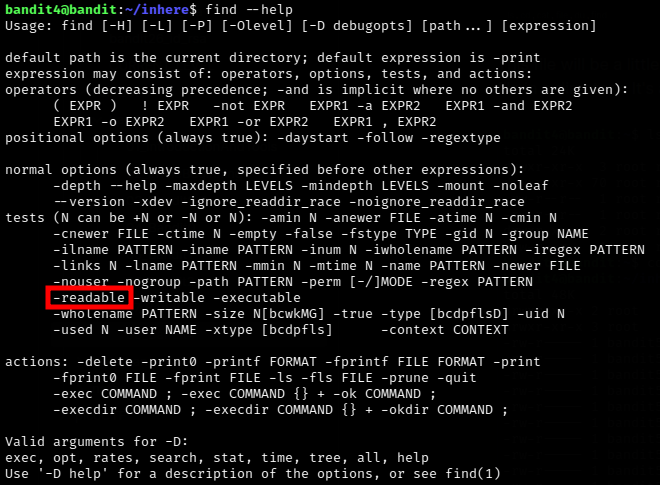 bandit4@bandit:~/inhere$ find --help
Usage: find [-H] [-L] [-P] [-Olevel] [-D debugopts] [path...] [expression]

default path is the current directory; default expression is -print
expression may consist of: operators, options, tests, and actions:
operators (decreasing precedence; -and is implicit where no others are given):
      ( EXPR )   ! EXPR   -not EXPR   EXPR1 -a EXPR2   EXPR1 -and EXPR2
      EXPR1 -o EXPR2   EXPR1 -or EXPR2   EXPR1 , EXPR2
positional options (always true): -daystart -follow -regextype

normal options (always true, specified before other expressions):
      -depth --help -maxdepth LEVELS -mindepth LEVELS -mount -noleaf
      --version -xdev -ignore_readdir_race -noignore_readdir_race
tests (N can be +N or -N or N): -amin N -anewer FILE -atime N -cmin N
      -cnewer FILE -ctime N -empty -false -fstype TYPE -gid N -group NAME
      -ilname PATTERN -iname PATTERN -inum N -iwholename PATTERN -iregex PATTERN
      -links N -lname PATTERN -mmin N -mtime N -name PATTERN -newer FILE
      -nouser -nogroup -path PATTERN -perm [-/]MODE -regex PATTERN
      -readable -writable -executable
      -wholename PATTERN -size N[bcwkMG] -true -type [bcdpflsD] -uid N
      -used N -user NAME -xtype [bcdpfls]      -context CONTEXT

actions: -delete -print0 -printf FORMAT -fprintf FILE FORMAT -print
      -fprint0 FILE -fprint FILE -ls -fls FILE -prune -quit
      -exec COMMAND ; -exec COMMAND {} + -ok COMMAND ;
      -execdir COMMAND ; -execdir COMMAND {} + -okdir COMMAND ;

Valid arguments for -D:
exec, opt, rates, search, stat, time, tree, all, help
Use '-D help' for a description of the options, or see find(1)